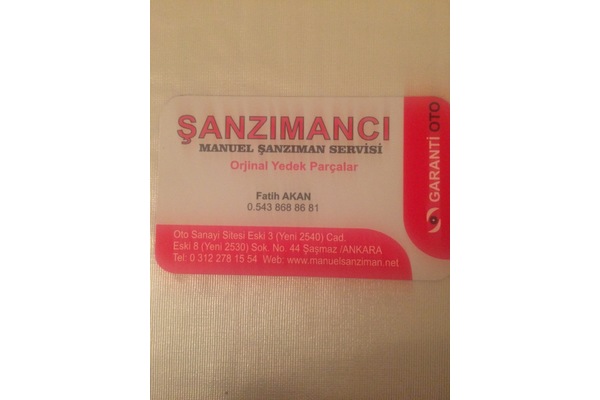 ŞANZIMANCI
MANUEL ŞANZIMAN SERVİSİ
Orjinal Yedek Parçalar
Fatih AKAN
0.543 868 86 81
Oto Sanayi Sitesi Eski 3 (Yeni 2540) Cad.
Eski 8 (Yeni 2530) Sok. No. 44 Şaşmaz /ANKARA
Tel: 0 312 278 15 54 Web: www.manuelsanziman.net
GARANTİ OTO